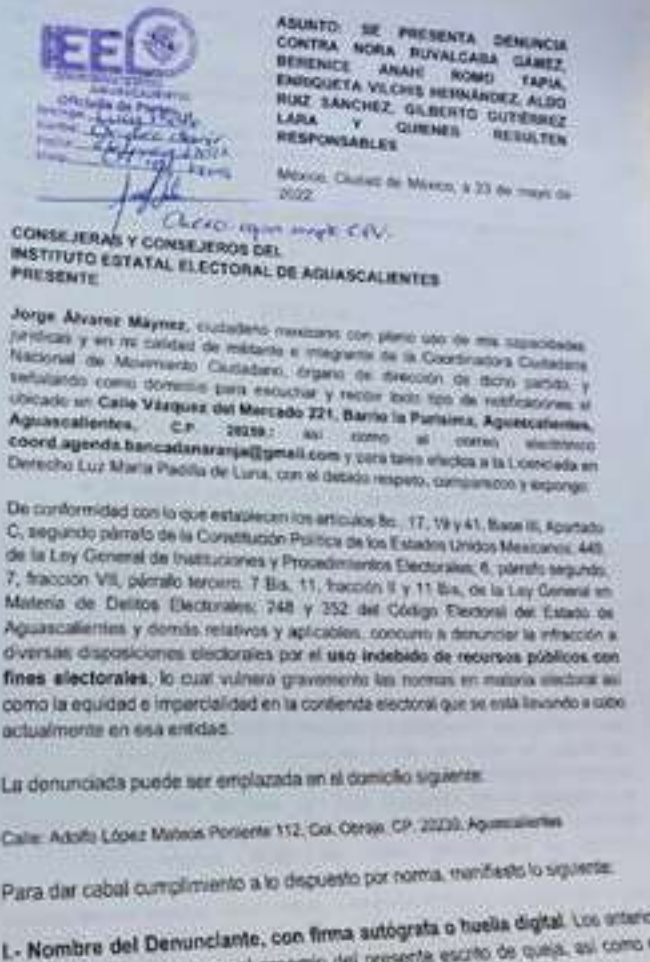 IEE
AGUASCALIENTES
Oficialía de Partes
ASUNTO: SE PRESENTA DENUNCIA
CONTRA NORA RUVALCABA GÁMEZ,
BERENICE ANAHÍ ROMO TAPIA,
ENRIQUETA VILCHIS HERNÁNDEZ, ALDO
RUIZ SÁNCHEZ, GILBERTO GUTIÉRREZ
LARA Y QUIENES RESULTEN
RESPONSABLES
México, Ciudad de México, a 23 de mayo de
2022.
CONSEJERAS Y CONSEJEROS DEL
INSTITUTO ESTATAL ELECTORAL DE AGUASCALIENTES
PRESENTE
Jorge Álvarez Máynez, ciudadano mexicano con pleno uso de mis capacidades
jurídicas y en mi calidad de militante e integrante de la Coordinadora Ciudadana
Nacional de Movimiento Ciudadano, órgano de dirección de dicho partido, y
señalando como domicilio para escuchar y recibir todo tipo de notificaciones el
ubicado en Calle Vázquez del Mercado 221, Barrio la Purísima, Aguascalientes,
Aguascalientes, C.P. 20259.; así como el correo electrónico
coord.agenda.bancadanaranja@gmail.com y para tales efectos a la Licenciada en
Derecho Luz María Padilla de Luna, con el debido respeto, comparezco y expongo:
De conformidad con lo que establecen los artículos 8o., 17, 19 y 41, Base III, Apartado
C, segundo párrafo de la Constitución Política de los Estados Unidos Mexicanos; 449
de la Ley General de Instituciones y Procedimientos Electorales; 6, párrafo segundo,
7, fracción VII, párrafo tercero, 7 Bis, 11, fracción II y 11 Bis, de la Ley General en
Materia de Delitos Electorales; 248 y 352 del Código Electoral del Estado de
Aguascalientes y demás relativos y aplicables, concurro a denunciar la infracción a
diversas disposiciones electorales por el uso indebido de recursos públicos con
fines electorales, lo cual vulnera gravemente las normas en materia electoral así
como la equidad e imparcialidad en la contienda electoral que se está llevando a cabo
actualmente en esa entidad.
La denunciada puede ser emplazada en el domicilio siguiente:
Calle: Adolfo López Mateos Poniente 112, Col. Obraje, CP. 20230, Aguascalientes
Para dar cabal cumplimiento a lo dispuesto por norma, manifiesto lo siguiente:
I.- Nombre del Denunciante, con firma autógrafa o huella digital. Los
del presente escrito de queja, así como